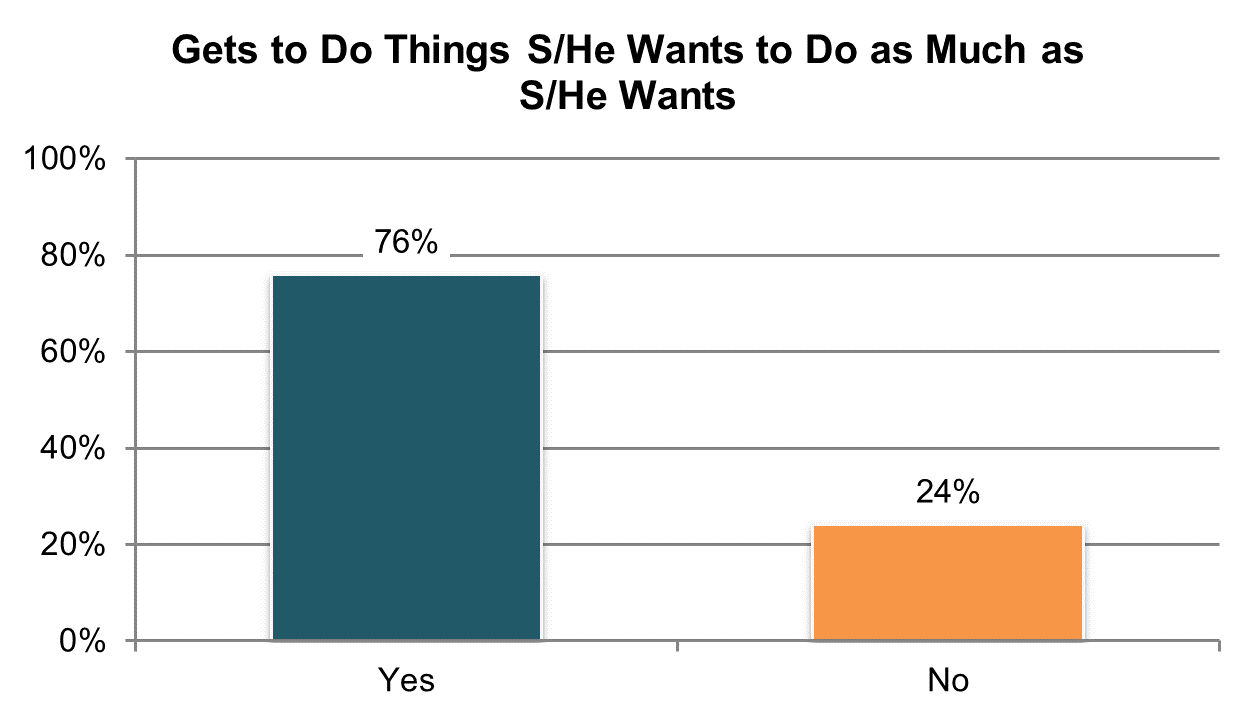 Gets to Do Things S/He Wants to Do as Much as
S/He Wants
100%
80%
60%
40%
20%
0%
76%
24%
Yes
No